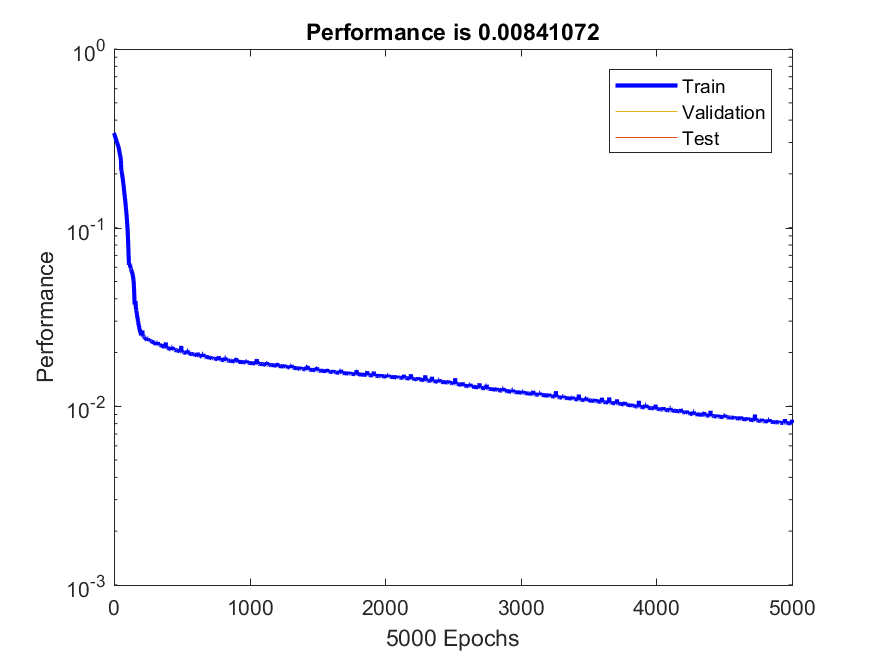 Performance is 0.00841072
10^0
Train
Validation
Test
10^-1
Performance
10^-2
10^-3
0 1000 2000 3000 4000 5000
5000 Epochs